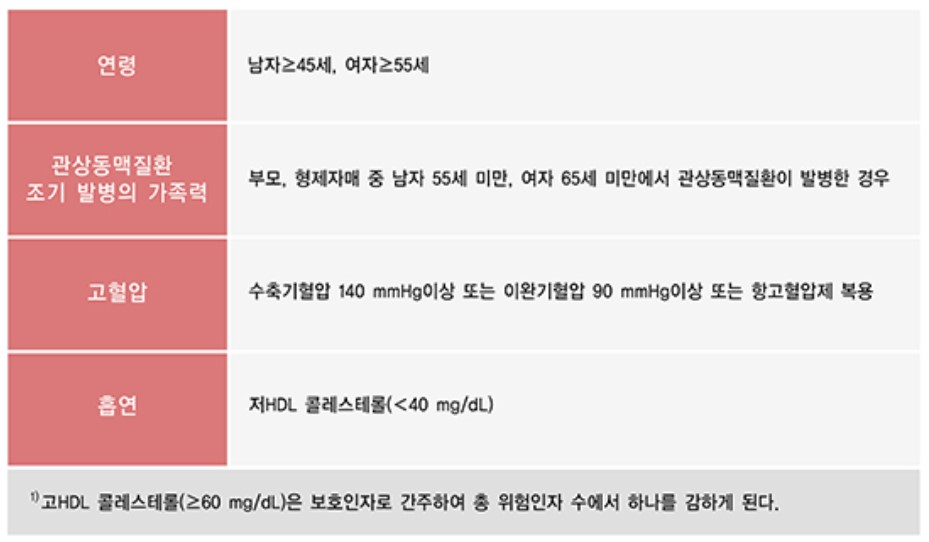 연령
남자≥45세, 여자≥55세
관상동맥질환
조기 발병의 가족력
부모, 형제자매 중 남자 55세 미만, 여자 65세 미만에서 관상동맥질환이 발병한 경우
고혈압
수축기혈압 140 mmHg이상 또는 이완기혈압 90 mmHg이상 또는 항고혈압제 복용
흡연
저HDL 콜레스테롤(<40 mg/dL)
1)고HDL 콜레스테롤(≥60 mg/dL)은 보호인자로 간주하여 총 위험인자 수에서 하나를 감하게 된다.